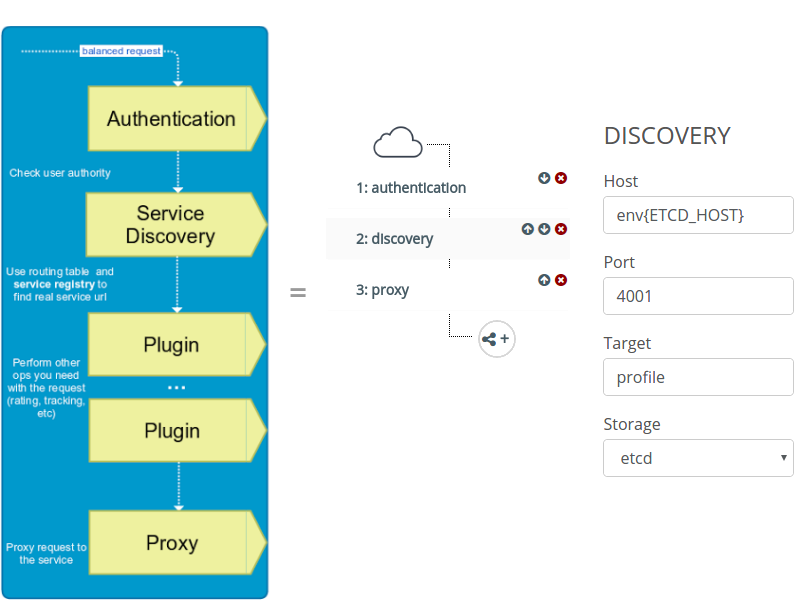 balanced request
Authentication
Check user authority
Service
Discovery
Use routing table and
service registry to
find real service url
Plugin
Perform other
ops you need
with the request
(rating, tracking,
etc)
...
Plugin
Proxy
Proxy request to
the service
=
1: authentication
2: discovery
3: proxy
+
DISCOVERY
Host
env{ETCD_HOST}
Port
4001
Target
profile
Storage
etcd